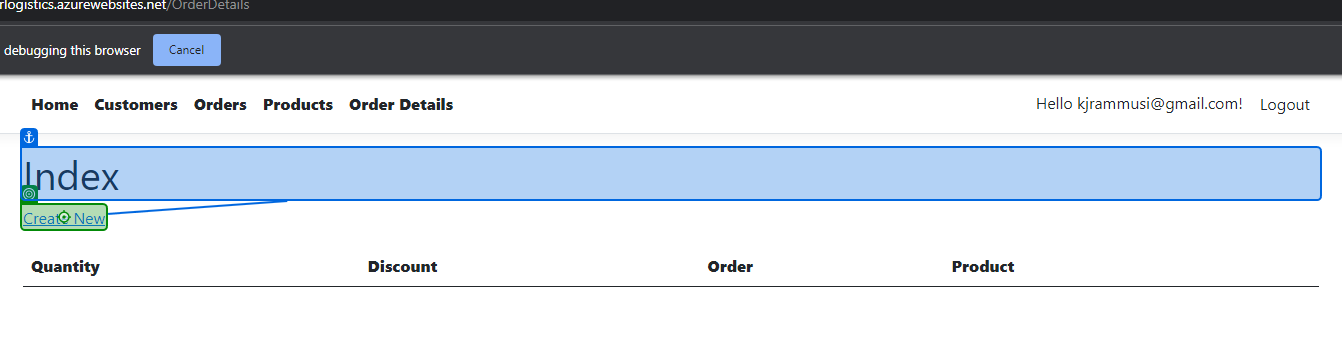 rlogistics.azurewebsites.net/OrderDetails
debugging this browser Cancel
Home Customers Orders Products Order Details Hello kjrammusi@gmail.com! Logout
Index
Create New
Quantity Discount Order Product